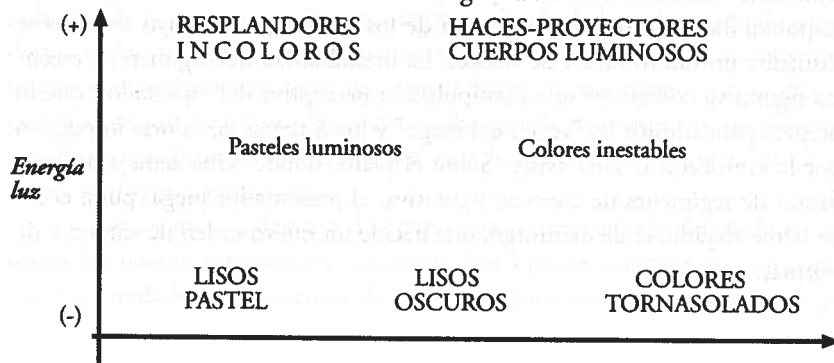 (+)
RESPLANDORES
INCOLOROS
HACES-PROYECTORES
CUERPOS LUMINOSOS
Pasteles luminosos
Colores inestables
Energía
luz
LISOS
PASTEL
LISOS
OSCUROS
COLORES
TORNASOLADOS
(-)